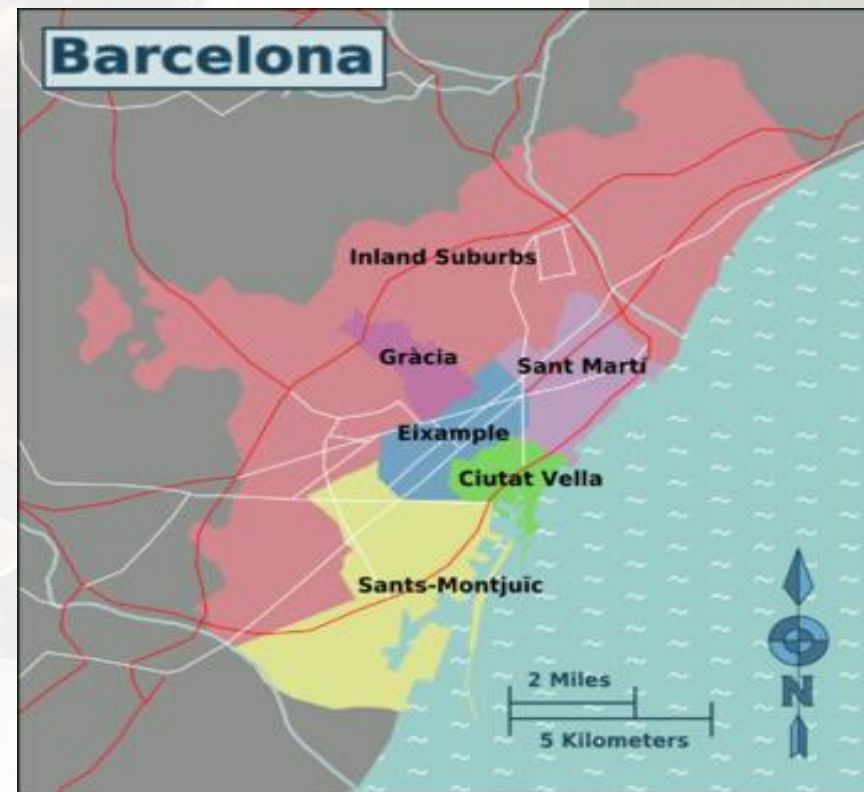 Barcelona
Inland Suburbs
Gràcia
Sant Martí
Eixample
Ciutat Vella
Sants-Montjuïc
2 Miles
5 Kilometers
N